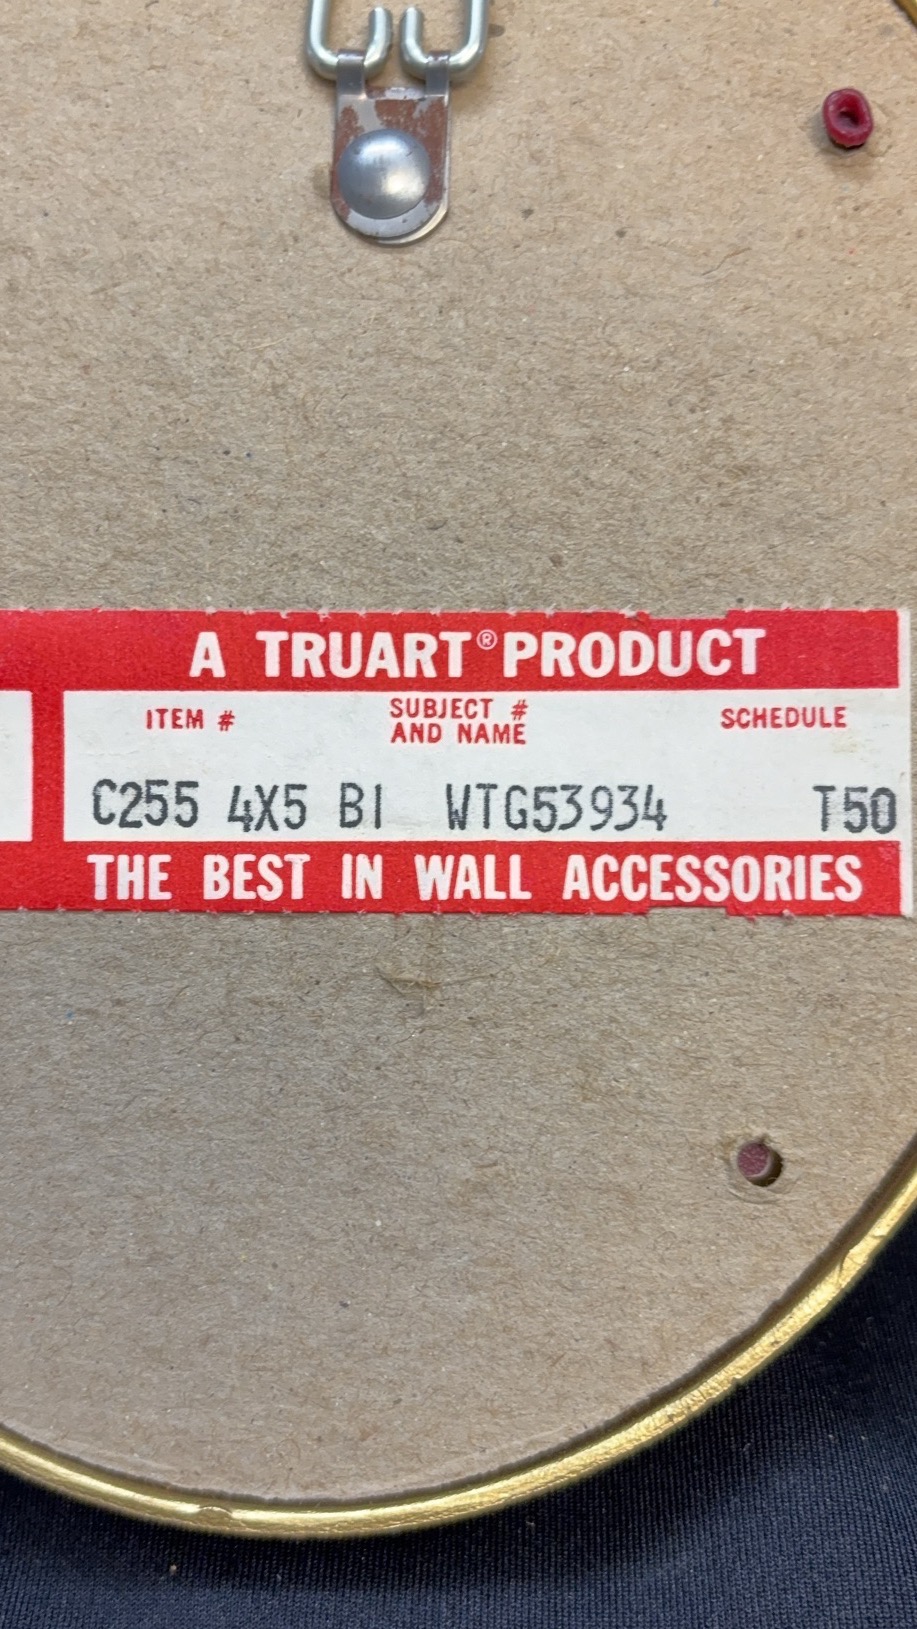 A TRUART® PRODUCT
ITEM # SUBJECT # AND NAME SCHEDULE
C255 4X5 BI WTG53934 T50
THE BEST IN WALL ACCESSORIES